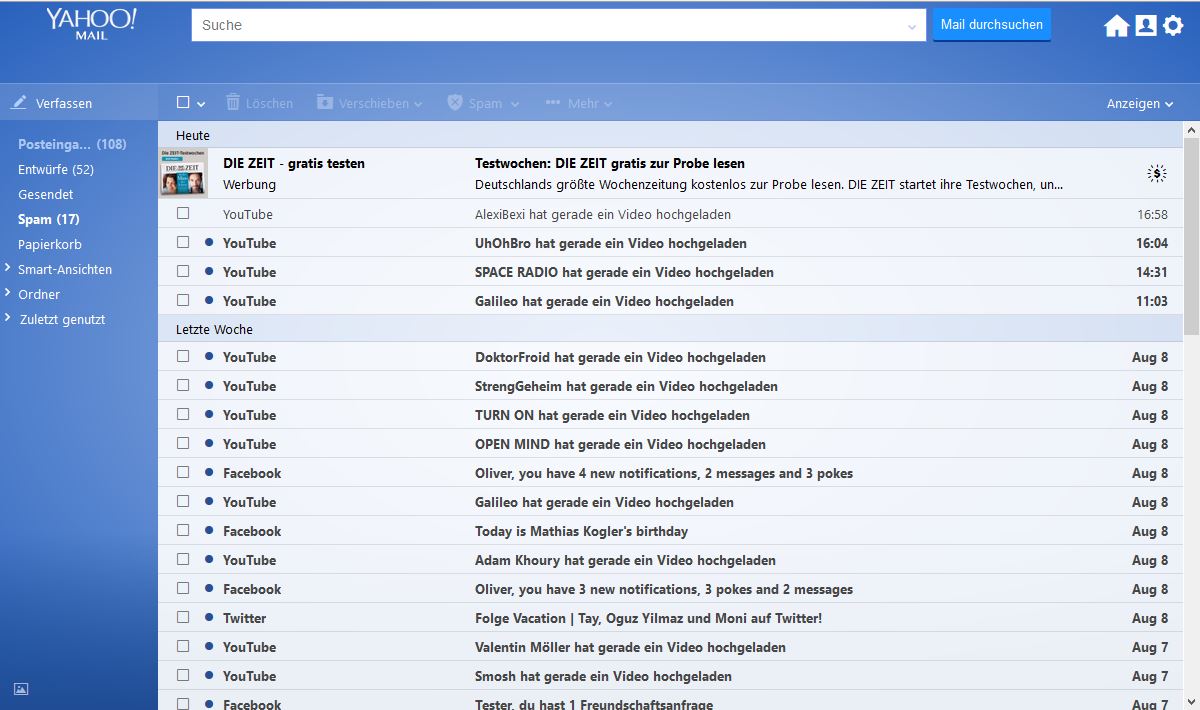 YAHOO!
MAIL
Suche
Mail durchsuchen
Verfassen
Löschen
Verschieben
Spam
Mehr
Anzeigen
Posteinga... (108)
Entwürfe (52)
Gesendet
Spam (17)
Papierkorb
Smart-Ansichten
Ordner
Zuletzt genutzt
Heute
DIE ZEIT - gratis testen Testwochen: DIE ZEIT gratis zur Probe lesen
Werbung Deutschlands größte Wochenzeitung kostenlos zur Probe lesen. DIE ZEIT startet ihre Testwochen, un...
YouTube AlexiBexi hat gerade ein Video hochgeladen 16:58
YouTube UhOhBro hat gerade ein Video hochgeladen 16:04
YouTube SPACE RADIO hat gerade ein Video hochgeladen 14:31
YouTube Galileo hat gerade ein Video hochgeladen 11:03
Letzte Woche
YouTube DoktorFroid hat gerade ein Video hochgeladen Aug 8
YouTube StrengGeheim hat gerade ein Video hochgeladen Aug 8
YouTube TURN ON hat gerade ein Video hochgeladen Aug 8
YouTube OPEN MIND hat gerade ein Video hochgeladen Aug 8
Facebook Oliver, you have 4 new notifications, 2 messages and 3 pokes Aug 8
YouTube Galileo hat gerade ein Video hochgeladen Aug 8
Facebook Today is Mathias Kogler's birthday Aug 8
YouTube Adam Khoury hat gerade ein Video hochgeladen Aug 8
Facebook Oliver, you have 3 new notifications, 3 pokes and 2 messages Aug 8
Twitter Folge Vacation | Tay, Oguz Yilmaz und Moni auf Twitter! Aug 8
YouTube Valentin Möller hat gerade ein Video hochgeladen Aug 7
YouTube Smosh hat gerade ein Video hochgeladen Aug 7
Facebook Tester, du hast 1 Freundschaftsanfrage Aug 7